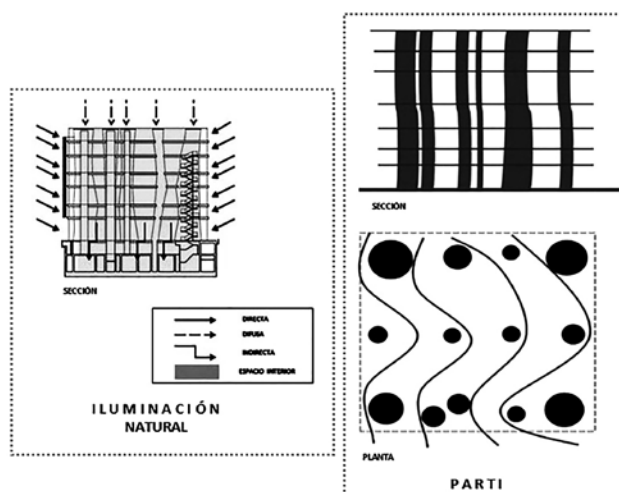 SECCIÓN
DIRECTA
DIFUSA
INDIRECTA
ESPACIO INTERIOR
ILUMINACIÓN
NATURAL
SECCIÓN
PLANTA
PARTI